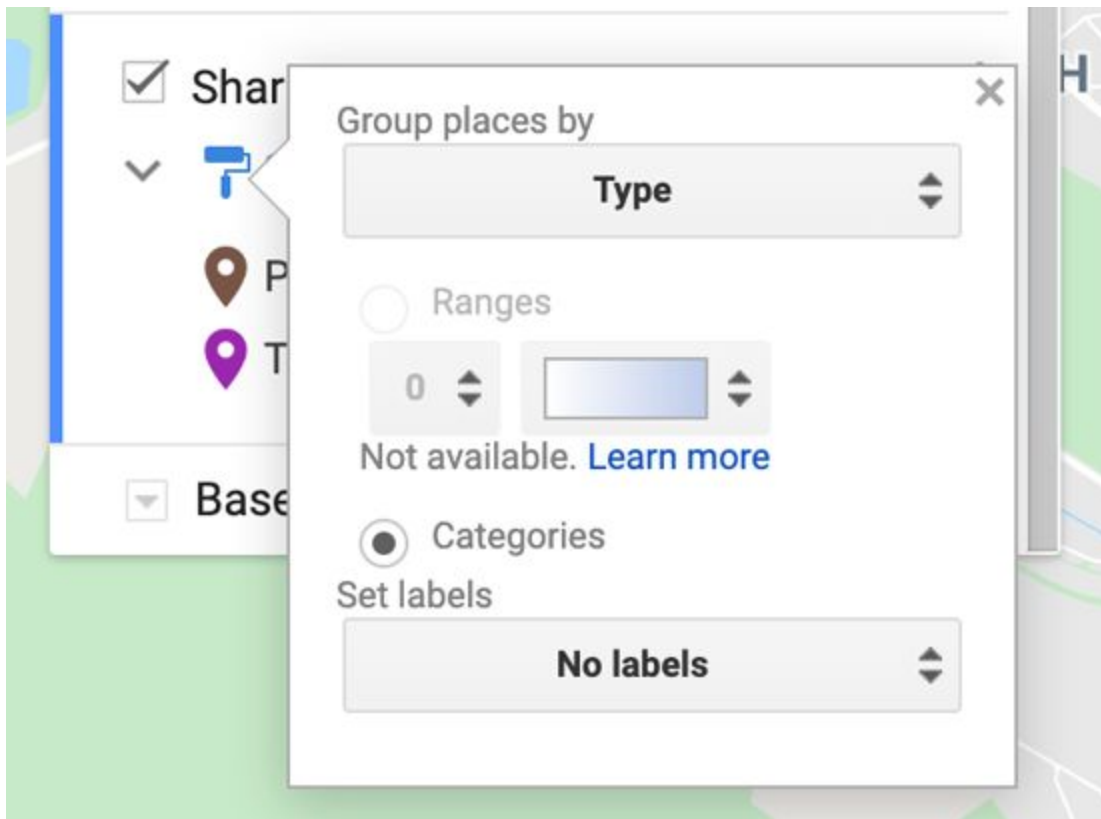 Shar
H
Group places by
Type
P
Ranges
T
0
Not available. Learn more
Base
Categories
Set labels
No labels